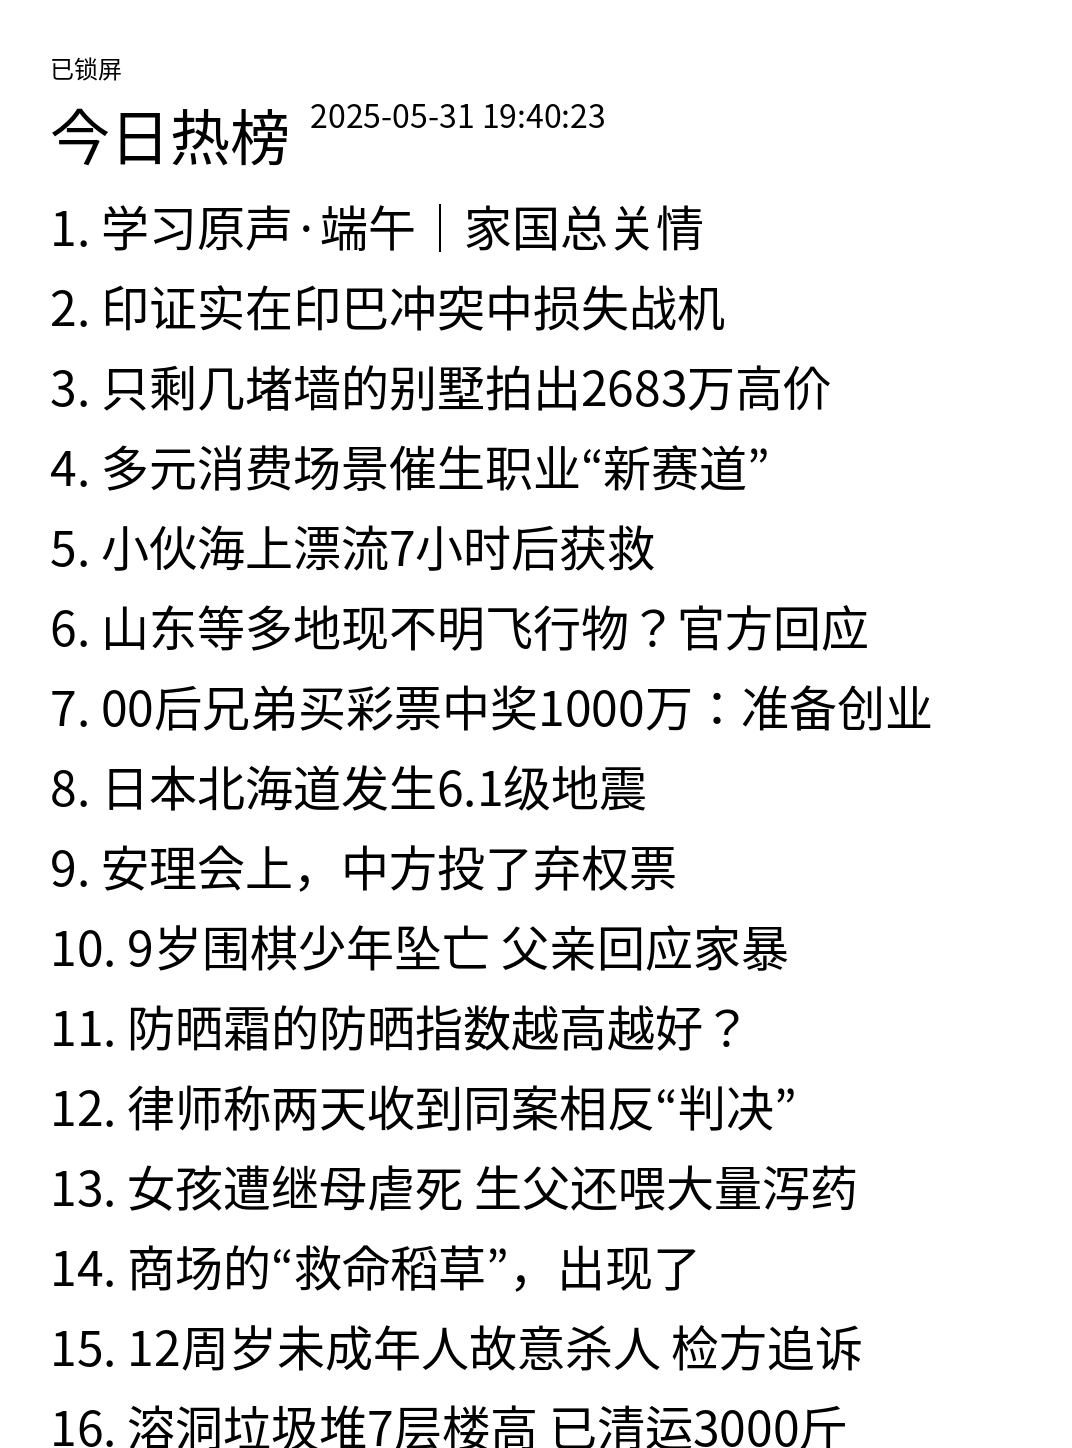 已锁屏
今日热榜 2025-05-31 19:40:23
1. 学习原声·端午｜家国总关情
2. 印证实在印巴冲突中损失战机
3. 只剩几堵墙的别墅拍出2683万高价
4. 多元消费场景催生职业“新赛道”
5. 小伙海上漂流7小时后获救
6. 山东等多地现不明飞行物？官方回应
7. 00后兄弟买彩票中奖1000万：准备创业
8. 日本北海道发生6.1级地震
9. 安理会上，中方投了弃权票
10. 9岁围棋少年坠亡 父亲回应家暴
11. 防晒霜的防晒指数越高越好？
12. 律师称两天收到同案相反“判决”
13. 女孩遭继母虐死 生父还喂大量泻药
14. 商场的“救命稻草”，出现了
15. 12周岁未成年人故意杀人 检方追诉
16. 溶洞垃圾堆7层楼高 已清运3000斤